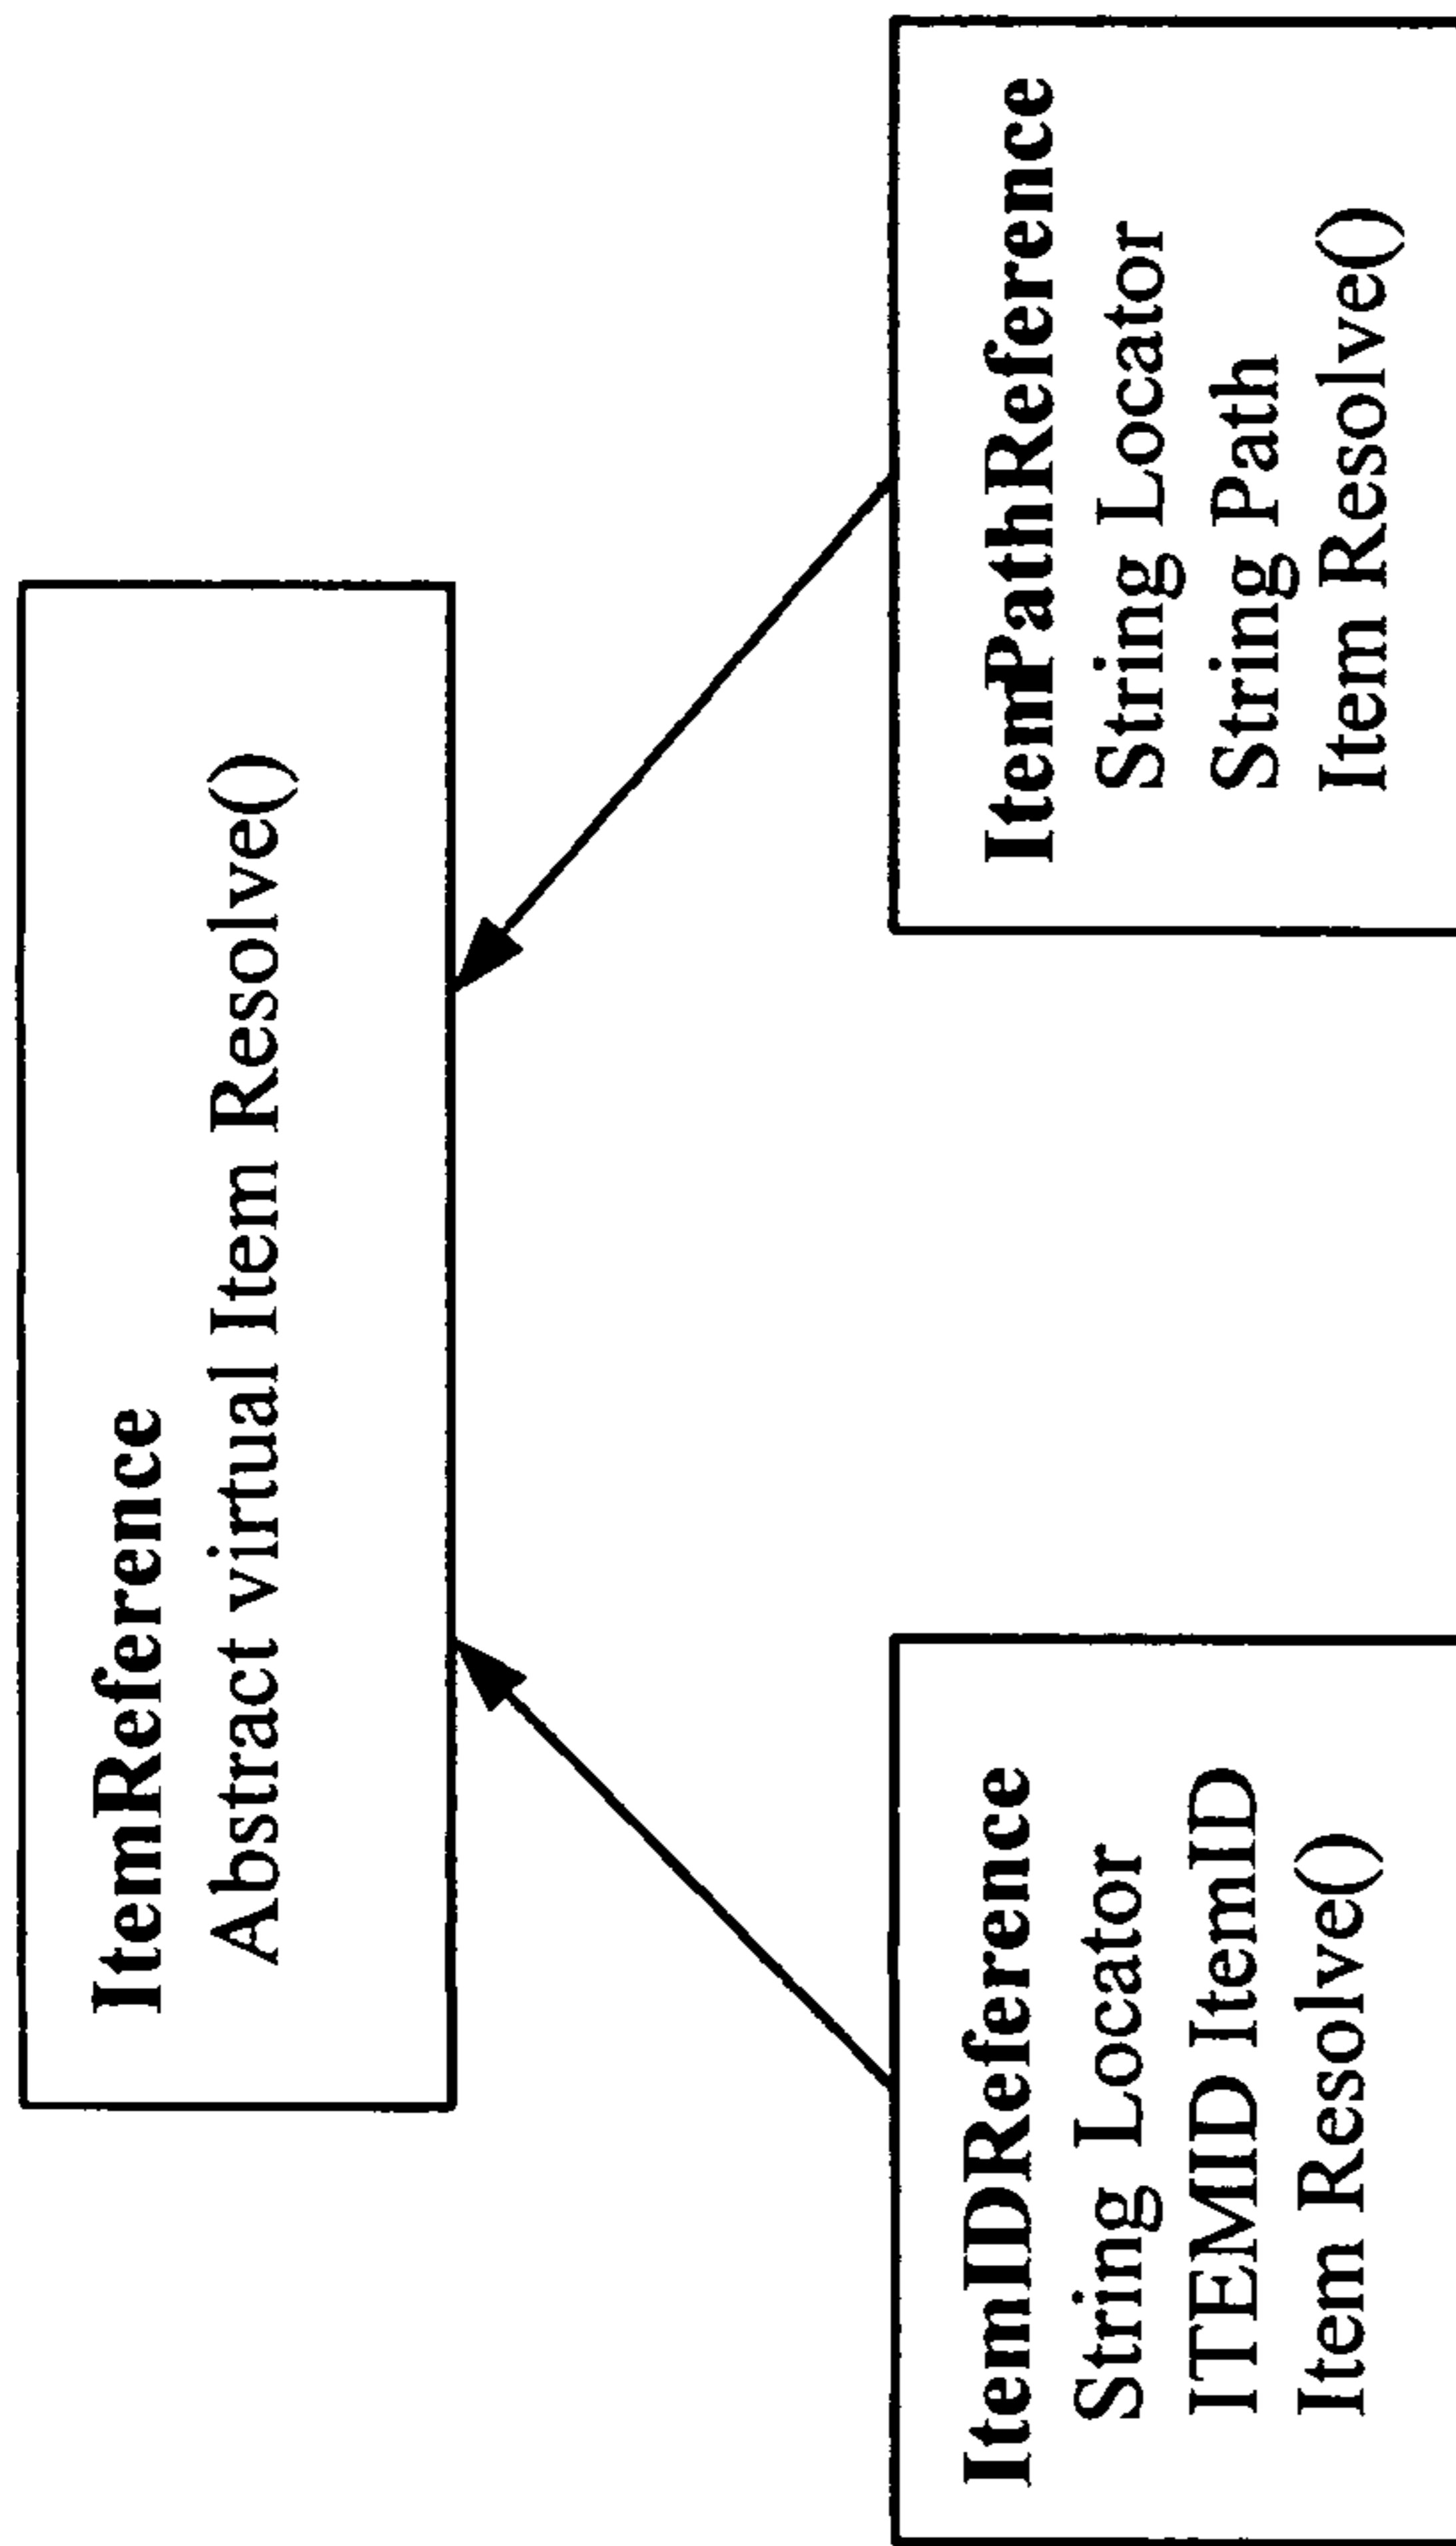 ItemReference
Abstract virtual Item Resolve()
ItemIDReference
String Locator
ITEMID ItemID
Item Resolve()
ItemPathReference
String Locator
String Path
Item Resolve()